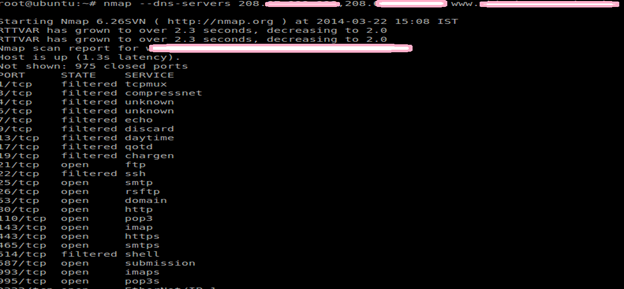 root@ubuntu:~# nmap --dns-servers 208. .208. www.
Starting Nmap 6.26SVN ( http://nmap.org ) at 2014-03-22 15:08 IST
RTTVAR has grown to over 2.3 seconds, decreasing to 2.0
RTTVAR has grown to over 2.3 seconds, decreasing to 2.0
Nmap scan report for
Host is up (1.3s latency).
Not shown: 975 closed ports
PORT STATE SERVICE
1/tcp filtered tcpmux
3/tcp filtered compressnet
4/tcp filtered unknown
6/tcp filtered unknown
7/tcp filtered echo
9/tcp filtered discard
13/tcp filtered daytime
17/tcp filtered qotd
19/tcp filtered chargen
21/tcp open ftp
22/tcp filtered ssh
25/tcp open smtp
26/tcp open rsftp
53/tcp open domain
80/tcp open http
110/tcp open pop3
143/tcp open imap
443/tcp open https
465/tcp open smtps
514/tcp filtered shell
587/tcp open submission
993/tcp open imaps
995/tcp open pop3s